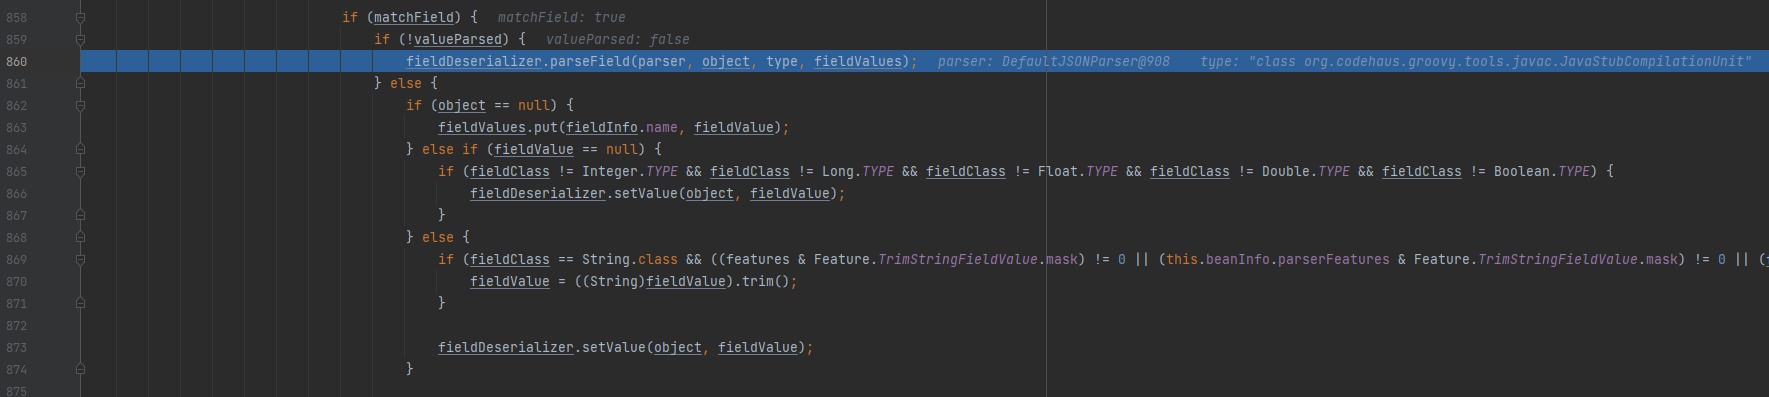 858 if (matchField) { matchField: true
859 if (!valueParsed) { valueParsed: false
860 fieldDeserializer.parseField(parser, object, type, fieldValues); parser: DefaultJSONParser@908 type: "class org.codehaus.groovy.tools.javac.JavaStubCompilationUnit"
861 } else {
862 if (object == null) {
863 fieldValues.put(fieldInfo.name, fieldValue);
864 } else if (fieldValue == null) {
865 if (fieldClass != Integer.TYPE && fieldClass != Long.TYPE && fieldClass != Float.TYPE && fieldClass != Double.TYPE && fieldClass != Boolean.TYPE) {
866 fieldDeserializer.setValue(object, fieldValue);
867 }
868 } else {
869 if (fieldClass == String.class && ((features & Feature.TrimStringFieldValue.mask) != 0 || (this.beanInfo.parserFeatures & Feature.TrimStringFieldValue.mask) != 0 || (
870 fieldValue = ((String)fieldValue).trim();
871 }
872
873 fieldDeserializer.setValue(object, fieldValue);
874 }
875